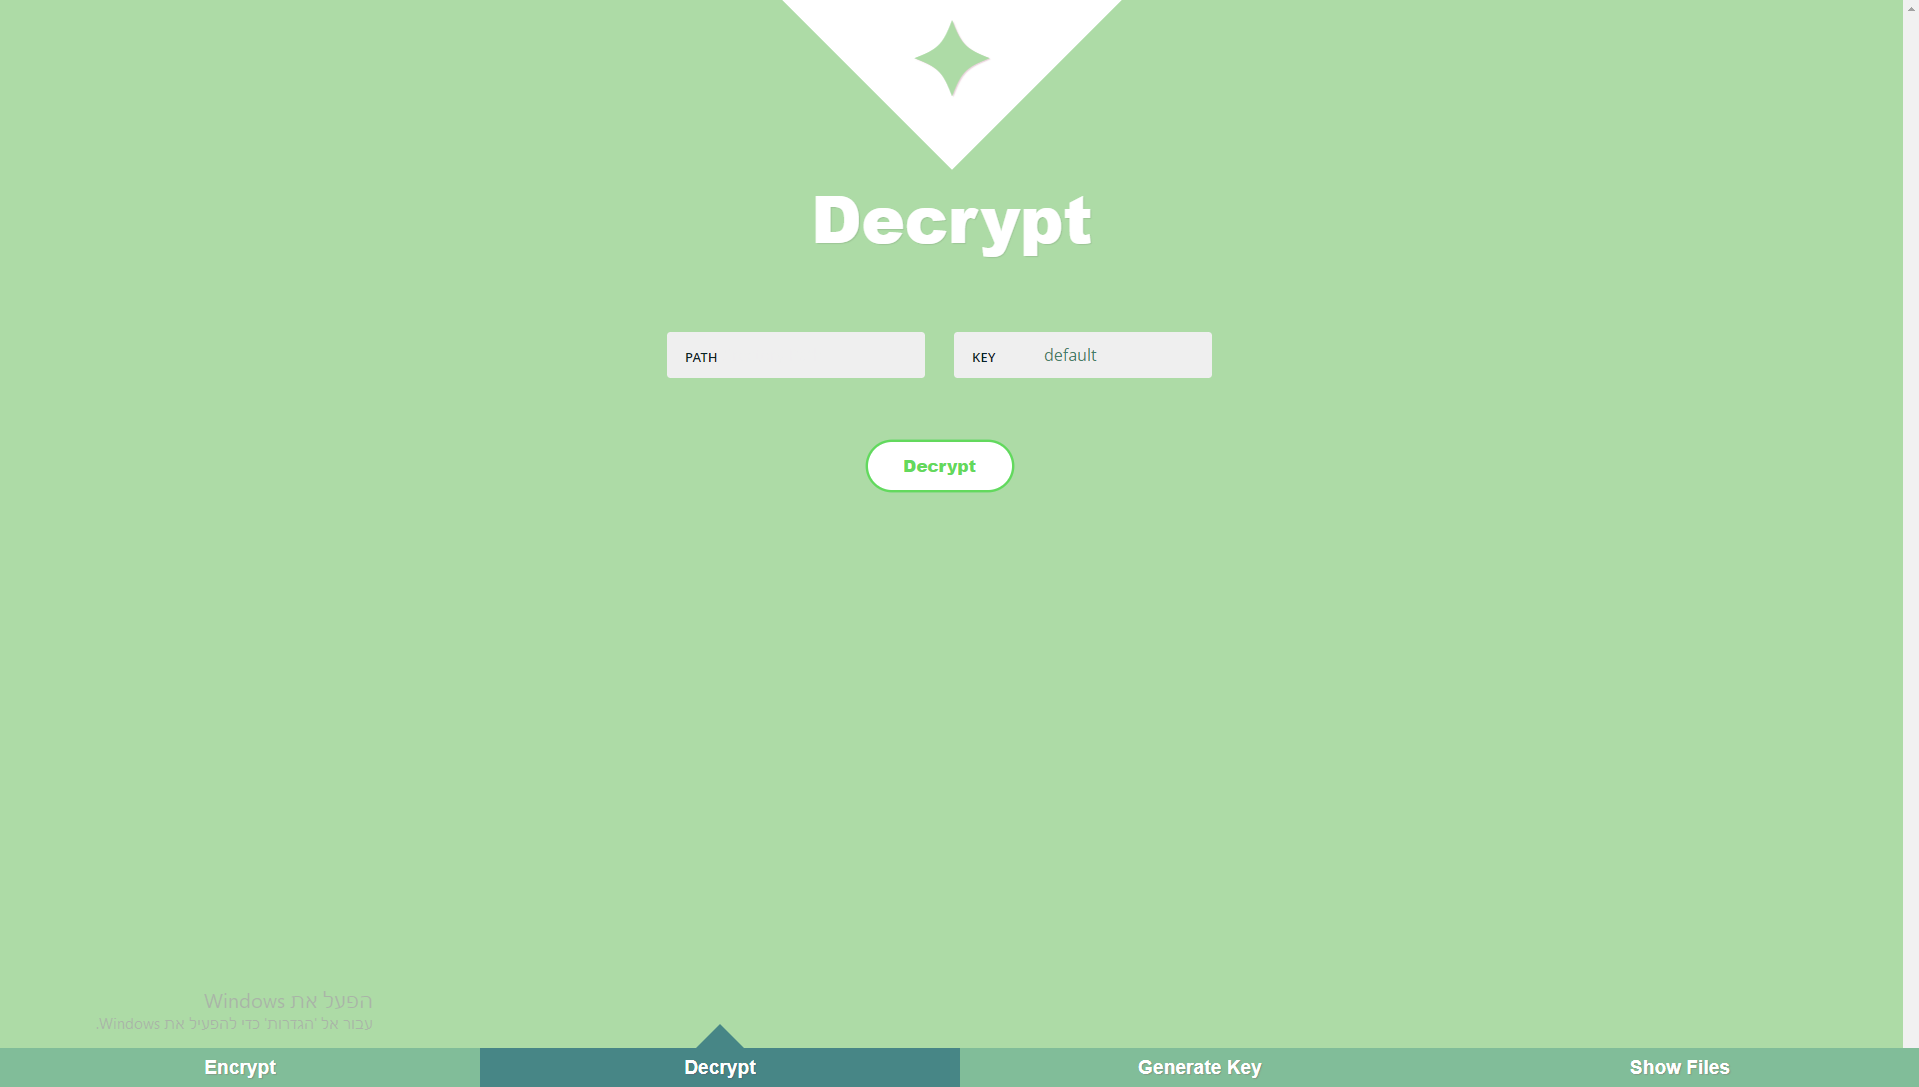 Decrypt
PATH
KEY default
Decrypt
הפעל את Windows
עבור אל 'הגדרות' כדי להפעיל את Windows.
Encrypt Decrypt Generate Key Show Files